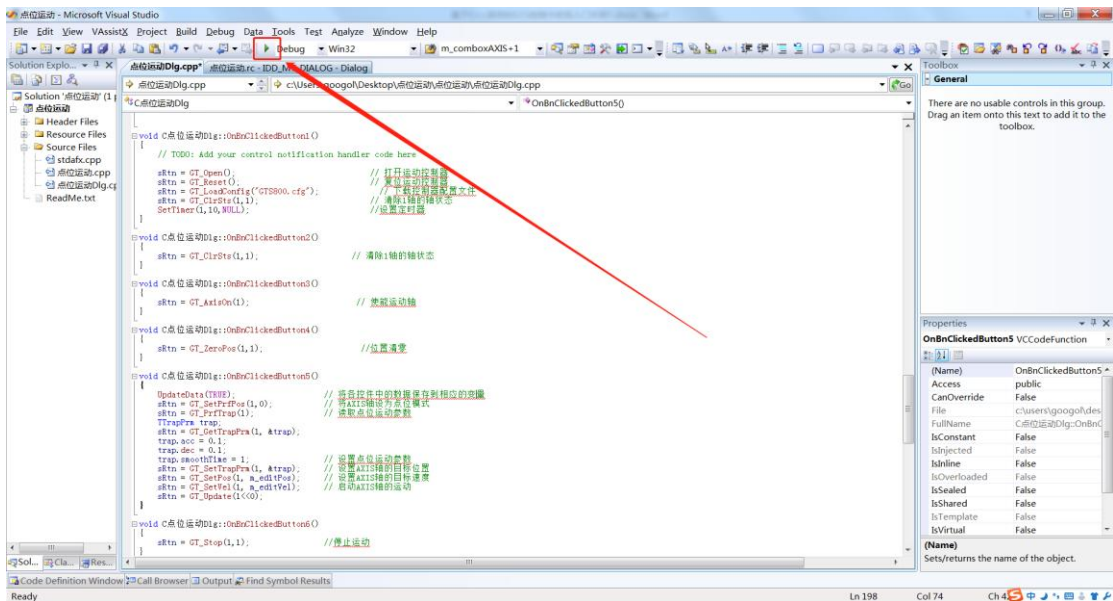 点位运动 - Microsoft Visual Studio
File Edit View VAssistX Project Build Debug Data Tools Test Analyze Window Help
Debug Win32 m_comboxAXIS+1
Solution Explo...
点位运动Dlg.cpp* 点位运动.rc - IDD_M DIALOG - Dialog
Toolbox
点位运动Dlg.cpp c:\Users\googol\Desktop\点位运动\点位运动\点位运动Dlg.cpp Go
General
C点位运动Dlg OnBnClickedButton5()
There are no usable controls in this group. Drag an item onto this text to add it to the toolbox.
Solution '点位运动' (1
点位运动
Header Files
Resource Files
Source Files
stdafx.cpp
点位运动.cpp
点位运动Dlg.cp
ReadMe.txt
void C点位运动Dlg::OnBnClickedButton1()
{
// TODO: Add your control notification handler code here
sRtn = GT_Open(); // 打开运动控制器
sRtn = GT_Reset(); // 复位运动控制器
sRtn = GT_LoadConfig("GTS800.cfg"); // 下载控制器配置文件
sRtn = GT_ClrSts(1,1); // 清除1轴的轴状态
SetTimer(1,10,NULL); //设置定时器
}
void C点位运动Dlg::OnBnClickedButton2()
{
sRtn = GT_ClrSts(1,1); // 清除1轴的轴状态
}
void C点位运动Dlg::OnBnClickedButton3()
{
sRtn = GT_AxisOn(1); // 使能运动轴
}
void C点位运动Dlg::OnBnClickedButton4()
{
sRtn = GT_ZeroPos(1,1); //位置清零
}
void C点位运动Dlg::OnBnClickedButton5()
{
UpdateData(TRUE); // 将各控件中的数据保存到相应的变量
sRtn = GT_SetPrfPos(1,0); // 将AXIS轴设为点位模式
sRtn = GT_PrfTrap(1); // 读取点位运动参数
TTrapPrm trap;
sRtn = GT_GetTrapPrm(1, &trap);
trap.acc = 0.1;
trap.dec = 0.1;
trap.smoothTime = 1; // 设置点位运动参数
sRtn = GT_SetTrapPrm(1, &trap); // 设置AXIS轴的目标位置
sRtn = GT_SetPos(1, m_editPos); // 设置AXIS轴的目标速度
sRtn = GT_SetVel(1, m_editVel); // 启动AXIS轴的运动
sRtn = GT_Update(1<<0);
}
void C点位运动Dlg::OnBnClickedButton6()
{
sRtn = GT_Stop(1,1); //停止运动
}
Properties
OnBnClickedButton5 VCCodeFunction
(Name) OnBnClickedButton5
Access public
CanOverride False
File c:\users\googol\des
FullName C点位运动Dlg::OnBnC
IsConstant False
IsInjected False
IsInline False
IsOverloaded False
IsSealed False
IsShared False
IsTemplate False
IsVirtual False
(Name)
Sets/returns the name of the object.
Sol... Cla... Res...
Code Definition Window Call Browser Output Find Symbol Results
Ready Ln 198 Col 74 Ch 4 中